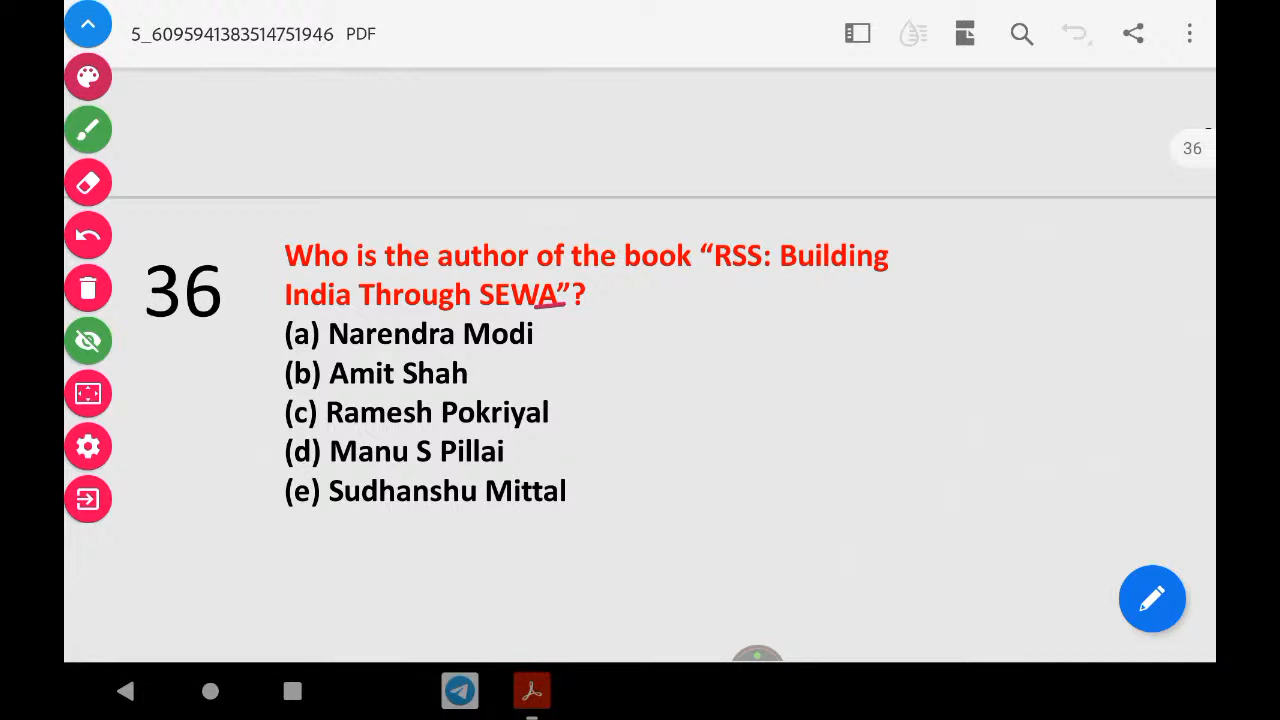 5_6095941383514751946 PDF
36
36
Who is the author of the book “RSS: Building
India Through SEWA”?
(a) Narendra Modi
(b) Amit Shah
(c) Ramesh Pokriyal
(d) Manu S Pillai
(e) Sudhanshu Mittal